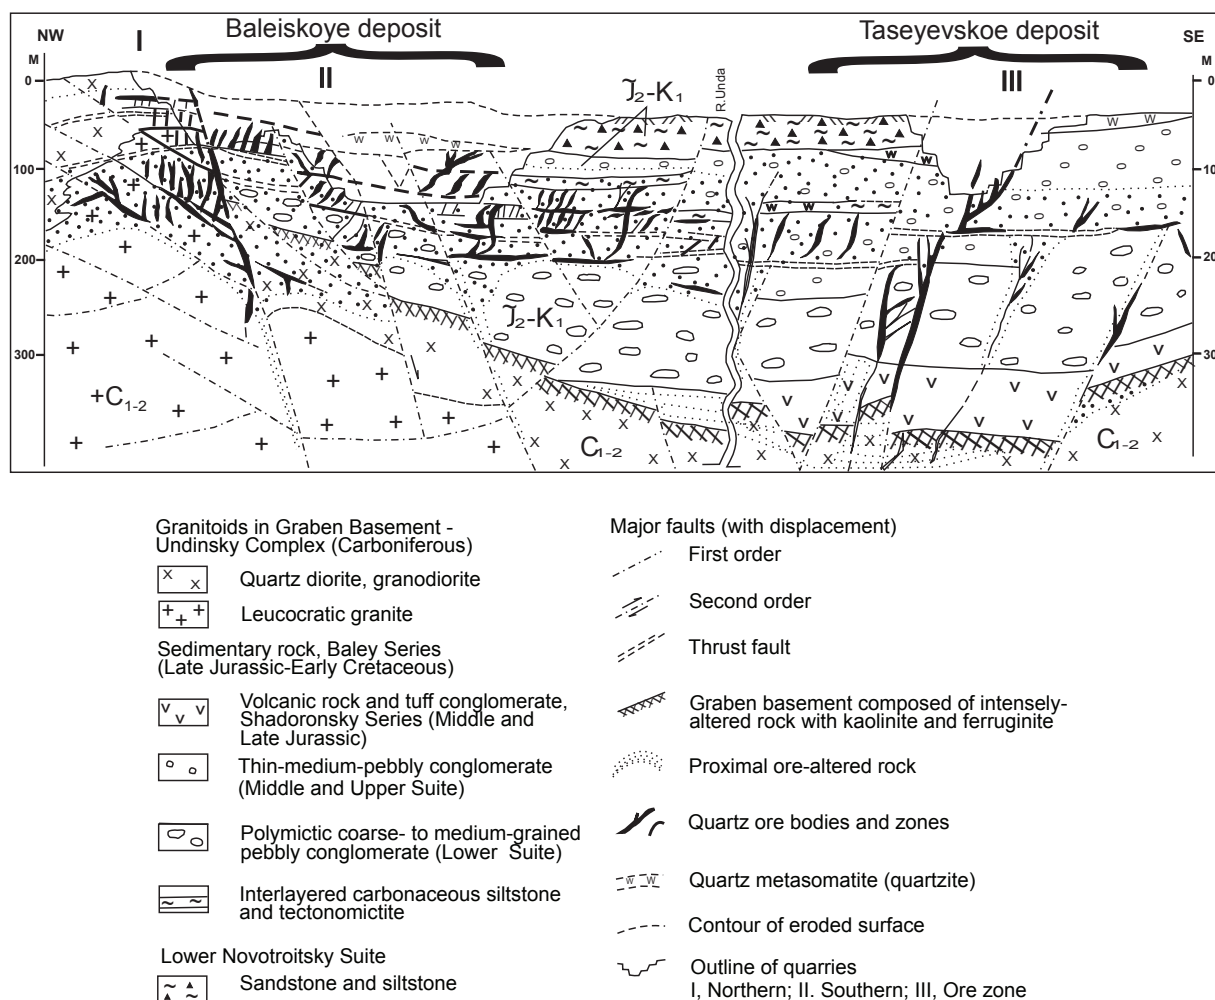 Baleiskoye deposit
Taseyevskoe deposit
NW
I
II
III
SE
M
M
0
0
100
10
200
20
300
30
J₂-K₁
R.Unda
J₂-K₁
C₁₋₂
C₁₋₂
C₁₋₂
Granitoids in Graben Basement -
Undinsky Complex (Carboniferous)
Quartz diorite, granodiorite
Leucocratic granite
Sedimentary rock, Baley Series
(Late Jurassic-Early Cretaceous)
Volcanic rock and tuff conglomerate,
Shadoronsky Series (Middle and
Late Jurassic)
Thin-medium-pebbly conglomerate
(Middle and Upper Suite)
Polymictic coarse- to medium-grained
pebbly conglomerate (Lower Suite)
Interlayered carbonaceous siltstone
and tectonomictite
Lower Novotroitsky Suite
Sandstone and siltstone
Major faults (with displacement)
First order
Second order
Thrust fault
Graben basement composed of intensely-
altered rock with kaolinite and ferruginite
Proximal ore-altered rock
Quartz ore bodies and zones
Quartz metasomatite (quartzite)
Contour of eroded surface
Outline of quarries
I, Northern; II. Southern; III, Ore zone